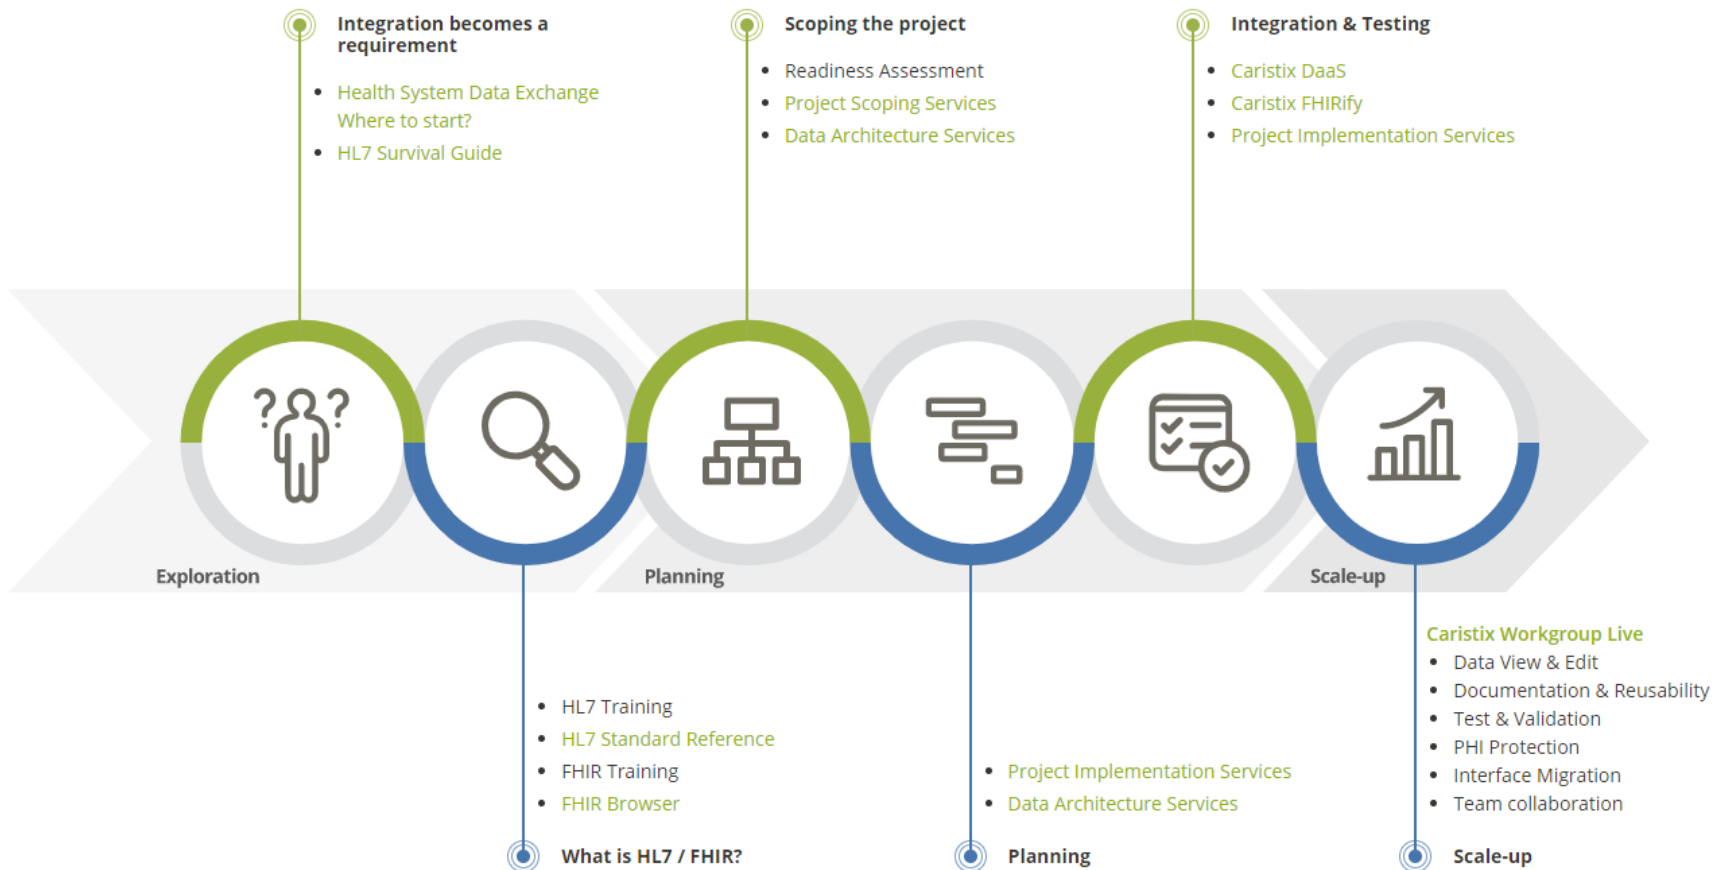 Integration becomes a
requirement
• Health System Data Exchange
Where to start?
• HL7 Survival Guide
Scoping the project
• Readiness Assessment
• Project Scoping Services
• Data Architecture Services
Integration & Testing
• Caristix DaaS
• Caristix FHIRify
• Project Implementation Services
? ?
Exploration
Planning
Scale-up
• HL7 Training
• HL7 Standard Reference
• FHIR Training
• FHIR Browser
What is HL7 / FHIR?
• Project Implementation Services
• Data Architecture Services
Planning
Caristix Workgroup Live
• Data View & Edit
• Documentation & Reusability
• Test & Validation
• PHI Protection
• Interface Migration
• Team collaboration
Scale-up